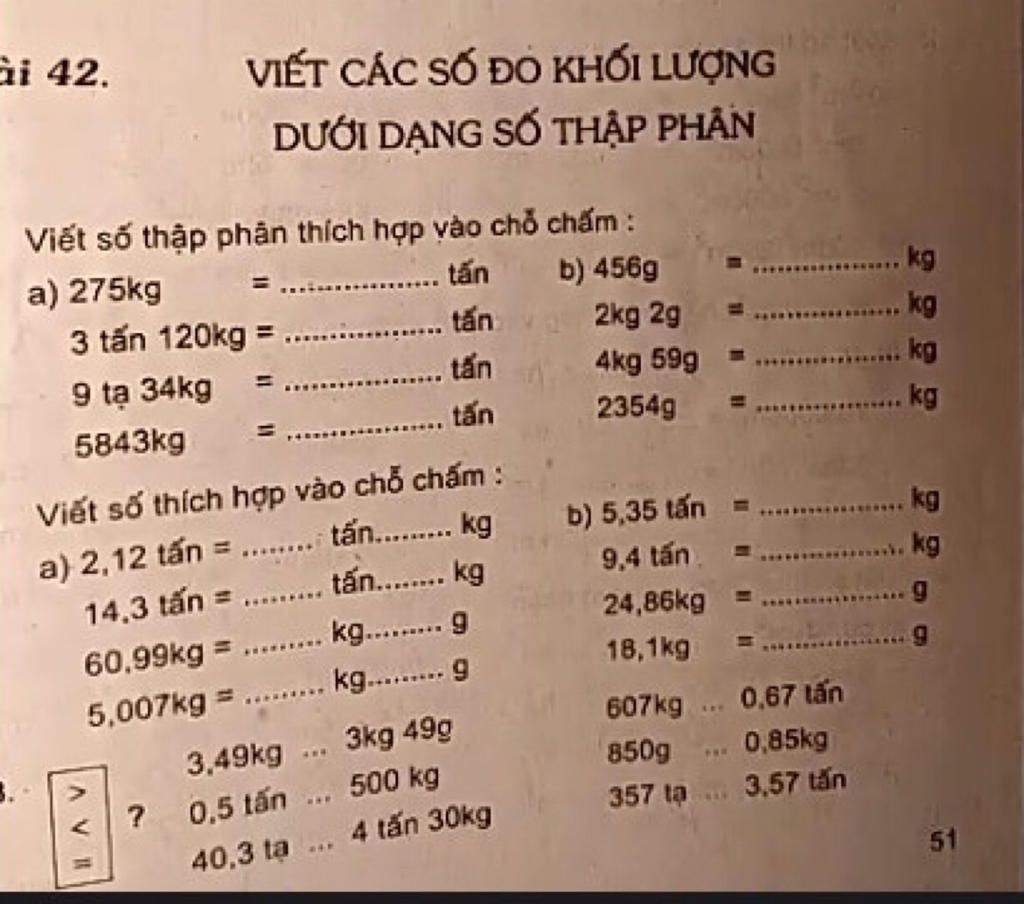 ài 42. VIẾT CÁC SỐ ĐO KHỐI LƯỢNG
DƯỚI DẠNG SỐ THẬP PHÂN
Viết số thập phân thích hợp vào chỗ chấm :
a) 275kg = .................. tấn b) 456g = .................. kg
3 tấn 120kg = .................. tấn 2kg 2g = .................. kg
9 tạ 34kg = .................. tấn 4kg 59g = .................. kg
5843kg = .................. tấn 2354g = .................. kg
Viết số thích hợp vào chỗ chấm :
a) 2,12 tấn = ......... tấn......... kg b) 5,35 tấn = .................. kg
14,3 tấn = ......... tấn......... kg 9,4 tấn = .................. kg
60,99kg = ......... kg......... g 24,86kg = .................. g
5,007kg = ......... kg......... g 18,1kg = .................. g
3,49kg ... 3kg 49g 607kg ... 0,67 tấn
> ? 0,5 tấn ... 500 kg 850g ... 0,85kg
< 40,3 tạ ... 4 tấn 30kg 357 tạ ... 3,57 tấn
=
51